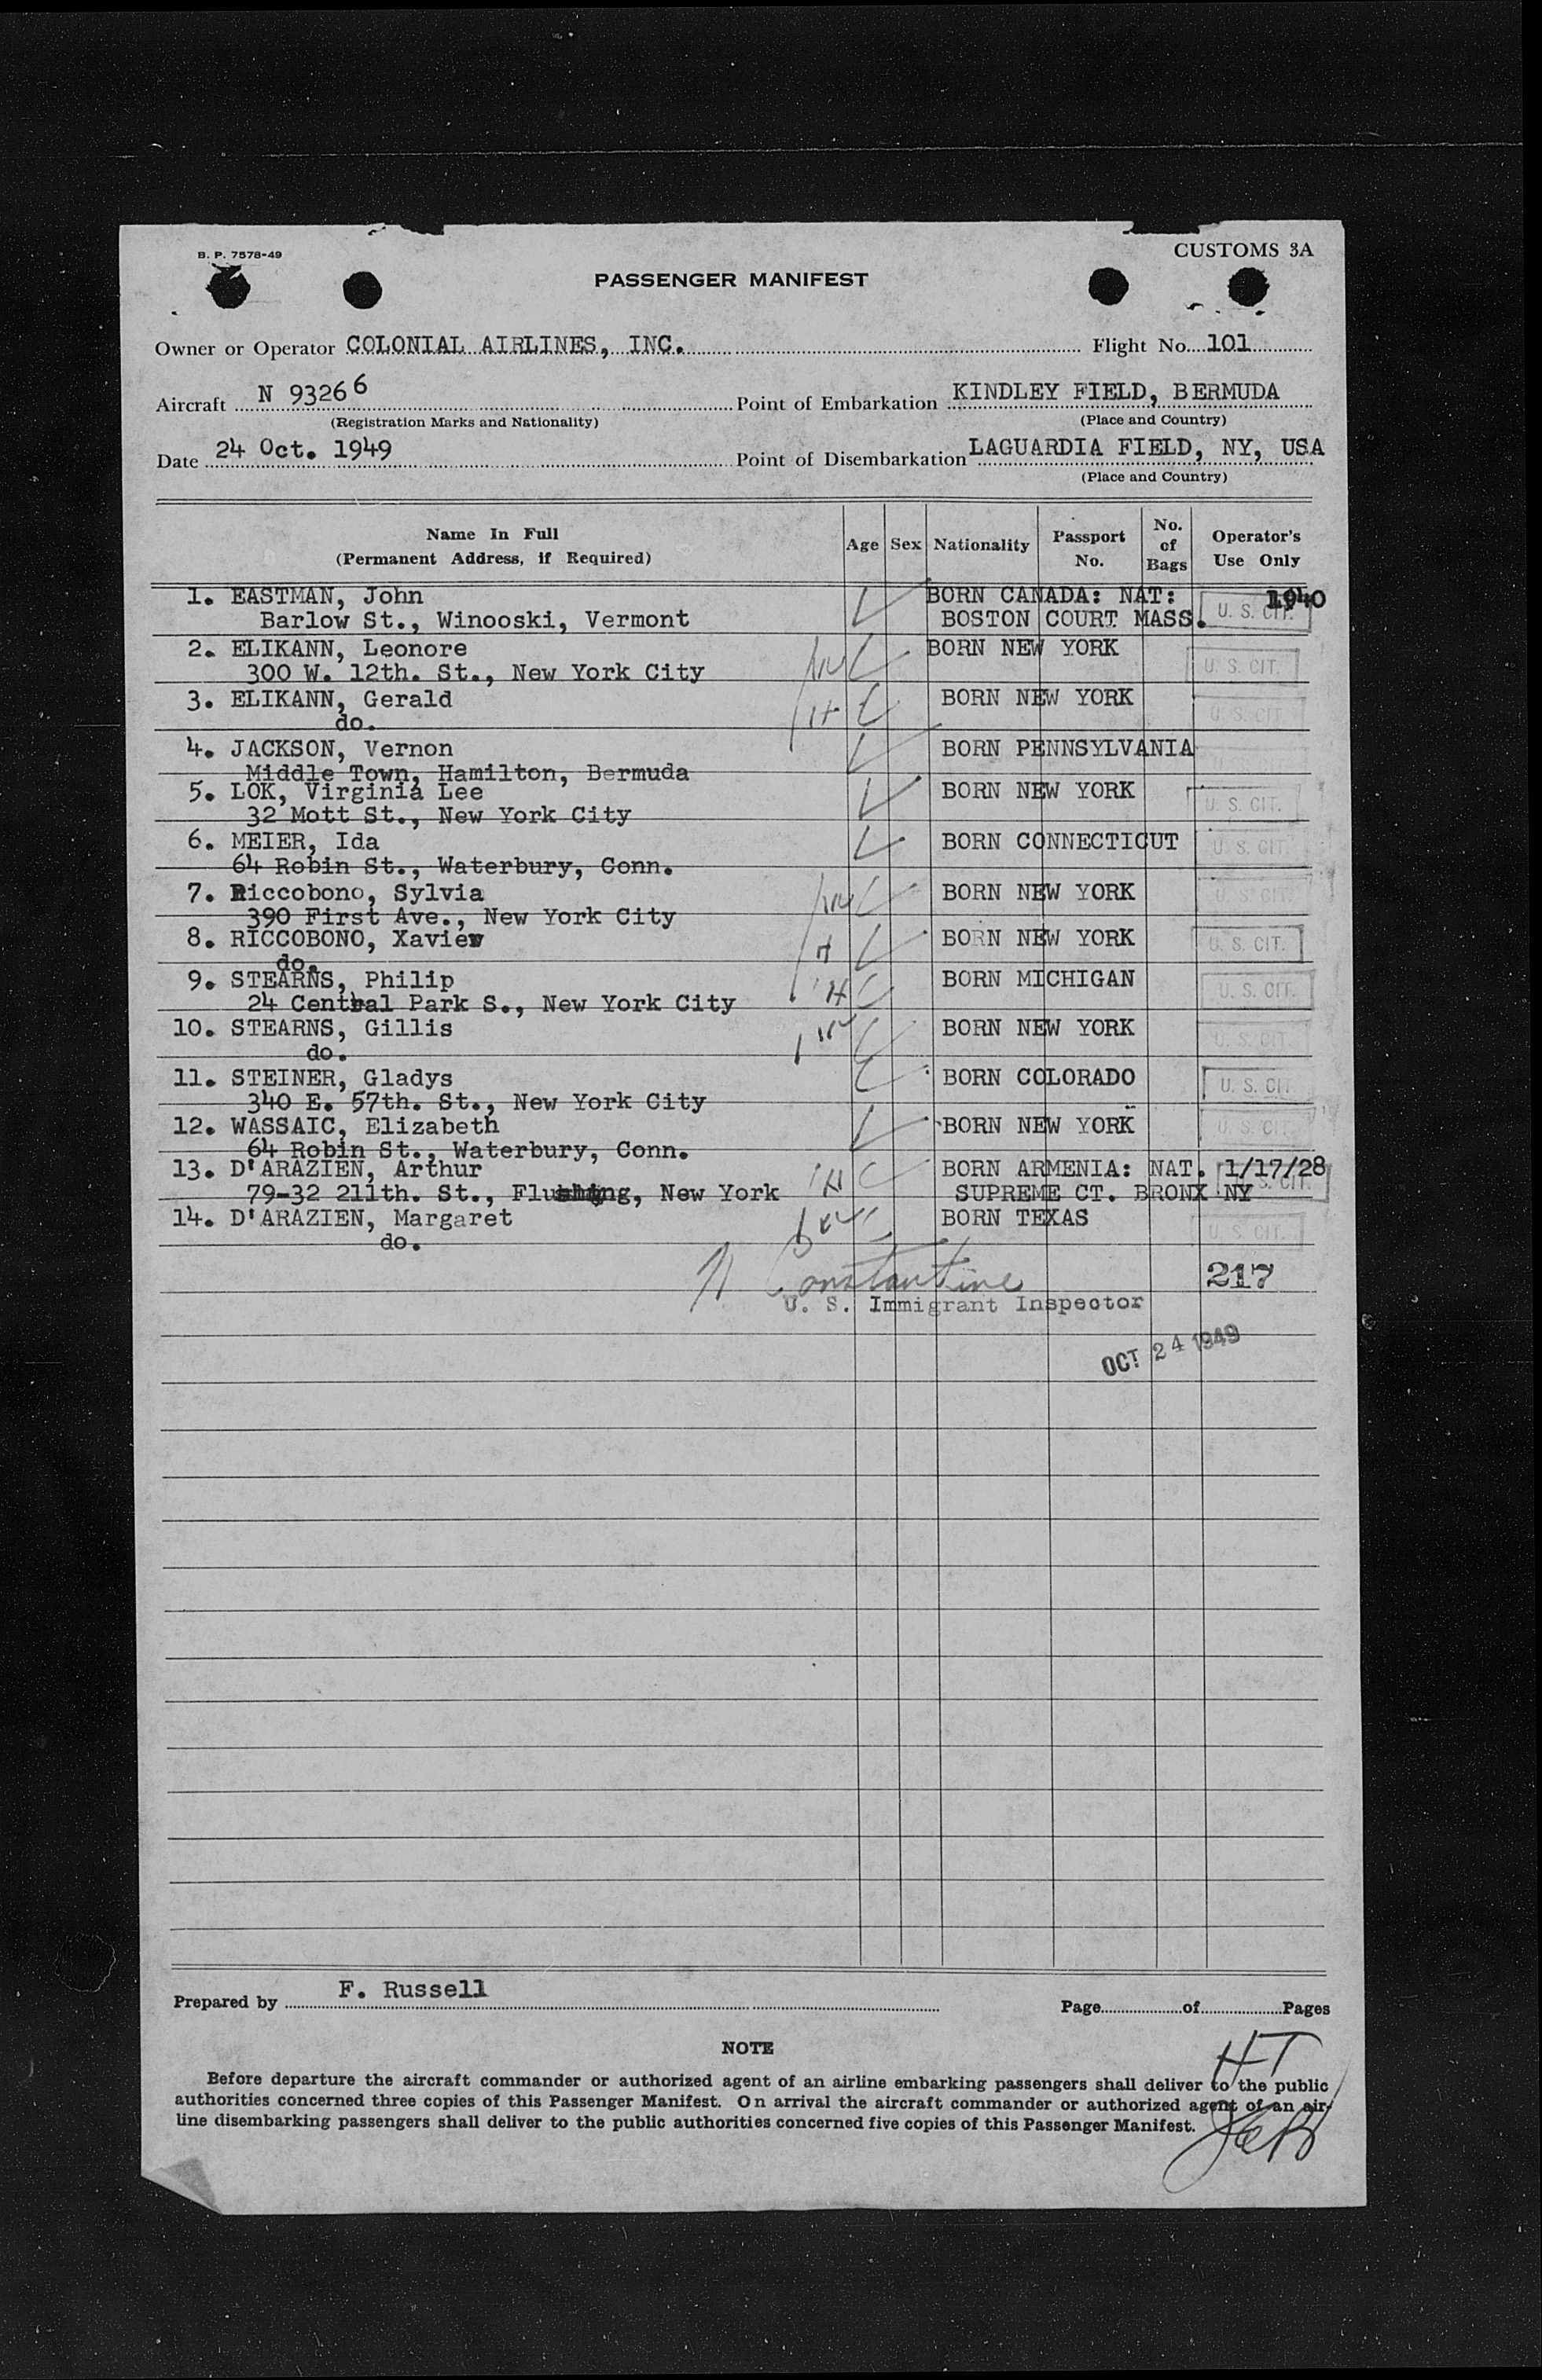 B. P. 7578-49
CUSTOMS 3A
PASSENGER MANIFEST
Owner or Operator COLONIAL AIRLINES, INC. Flight No. 101
Aircraft N 93266 Point of Embarkation KINDLEY FIELD, BERMUDA
(Registration Marks and Nationality) (Place and Country)
Date 24 Oct. 1949 Point of Disembarkation LAGUARDIA FIELD, NY, USA
(Place and Country)
Name In Full (Permanent Address, if Required) Age Sex Nationality Passport No. No. of Bags Operator's Use Only
1. EASTMAN, John BORN CANADA: NAT: 1940
Barlow St., Winooski, Vermont BOSTON COURT MASS. U. S. CIT.
2. ELIKANN, Leonore BORN NEW YORK
300 W. 12th. St., New York City U. S. CIT.
3. ELIKANN, Gerald BORN NEW YORK
do. U. S. CIT
4. JACKSON, Vernon BORN PENNSYLVANIA
Middle Town, Hamilton, Bermuda
5. LOK, Virginia Lee BORN NEW YORK
32 Mott St., New York City U. S. CIT.
6. MEIER, Ida BORN CONNECTICUT U. S. CIT.
64 Robin St., Waterbury, Conn.
7. Riccobono, Sylvia BORN NEW YORK U. S. CIT
390 First Ave., New York City
8. RICCOBONO, Xavier BORN NEW YORK U. S. CIT.
do.
9. STEARNS, Philip BORN MICHIGAN U. S. CIT.
24 Central Park S., New York City
10. STEARNS, Gillis BORN NEW YORK U. S. CIT.
do.
11. STEINER, Gladys BORN COLORADO U. S. CIT.
340 E. 57th. St., New York City
12. WASSAIC, Elizabeth BORN NEW YORK U. S. CIT.
64 Robin St., Waterbury, Conn.
13. D'ARAZIEN, Arthur BORN ARMENIA: NAT. 1/17/28
79-32 211th. St., Flushing, New York SUPREME CT. BRONX NY S. CIT.
14. D'ARAZIEN, Margaret BORN TEXAS U. S. CIT.
do.
Constantine 217
U. S. Immigrant Inspector
OCT 24 1949
Prepared by F. Russell Page of Pages
NOTE
HT
Before departure the aircraft commander or authorized agent of an airline embarking passengers shall deliver to the public
authorities concerned three copies of this Passenger Manifest. On arrival the aircraft commander or authorized agent of an air-
line disembarking passengers shall deliver to the public authorities concerned five copies of this Passenger Manifest.